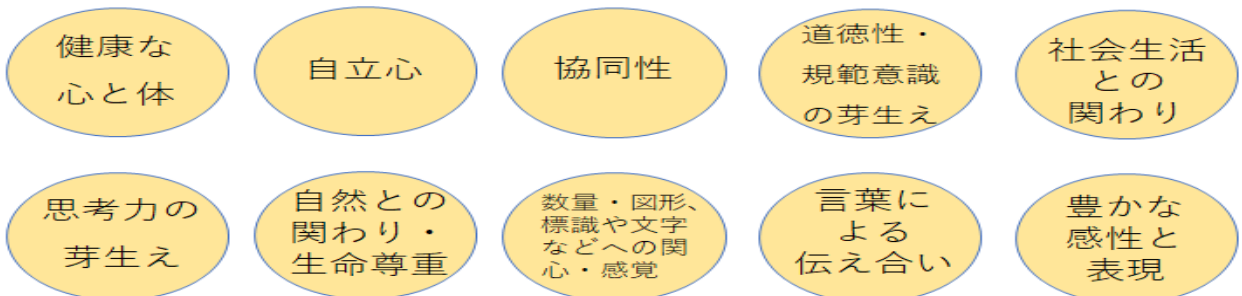 健康な
心と体
自立心
協同性
道徳性・
規範意識
の芽生え
社会生活
との
関わり
思考力の
芽生え
自然との
関わり・
生命尊重
数量・図形、
標識や文字
などへの関
心・感覚
言葉に
よる
伝え合い
豊かな
感性と
表現